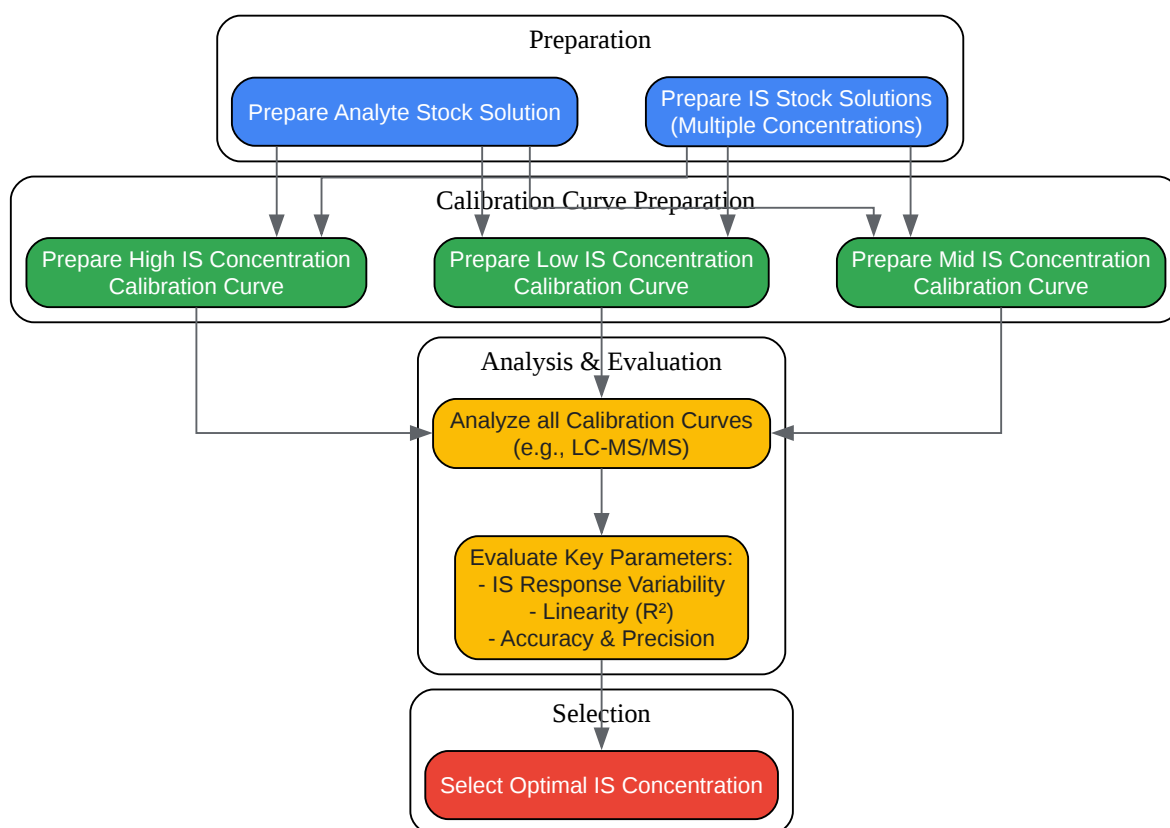 Preparation
Prepare Analyte Stock Solution
Prepare IS Stock Solutions
(Multiple Concentrations)
Calibration Curve Preparation
Prepare High IS Concentration
Calibration Curve
Prepare Low IS Concentration
Calibration Curve
Prepare Mid IS Concentration
Calibration Curve
Analysis & Evaluation
Analyze all Calibration Curves
(e.g., LC-MS/MS)
Evaluate Key Parameters:
- IS Response Variability
- Linearity (R²)
- Accuracy & Precision
Selection
Select Optimal IS Concentration